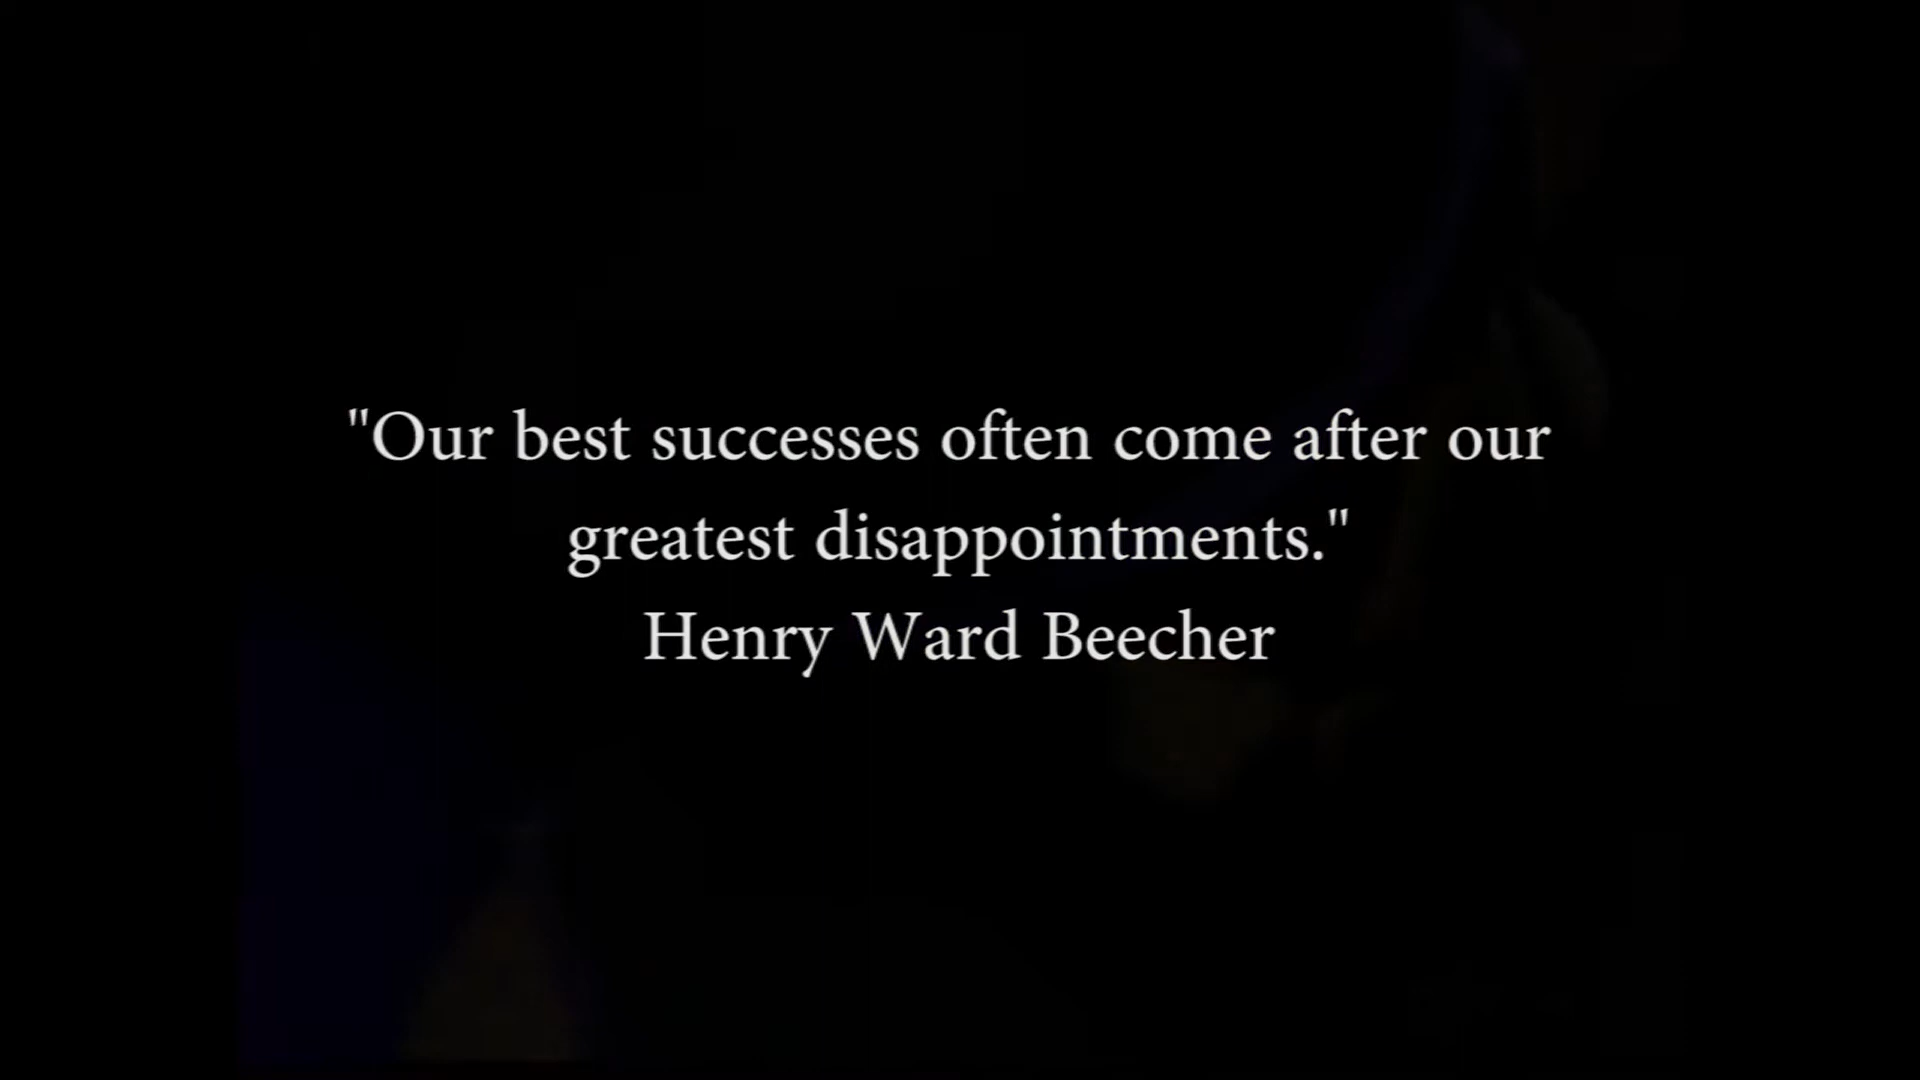 "Our best successes often come after our
greatest disappointments."
Henry Ward Beecher